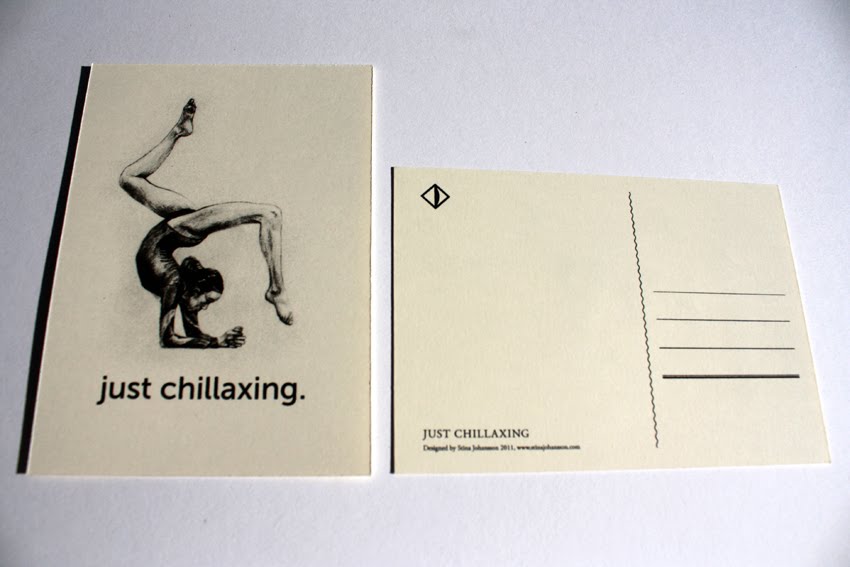 just chillaxing.
JUST CHILLAXING
Designed by Stina Johansson 2011, www.stinajohansson.com